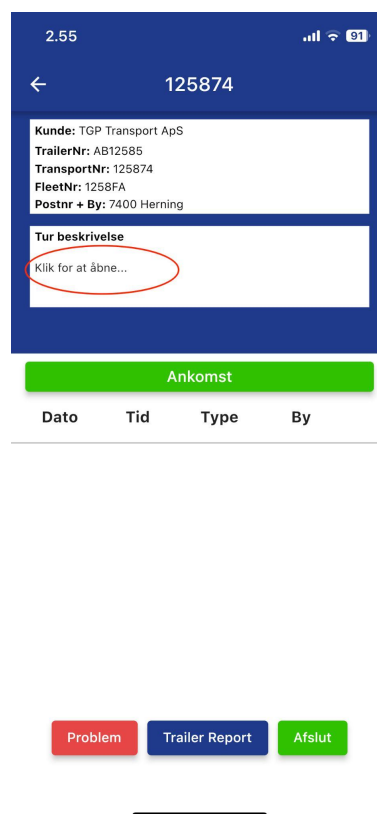 2.55 91
125874
Kunde: TGP Transport ApS
TrailerNr: AB12585
TransportNr: 125874
FleetNr: 1258FA
Postnr + By: 7400 Herning
Tur beskrivelse
Klik for at åbne...
Ankomst
Dato Tid Type By
Problem Trailer Report Afslut